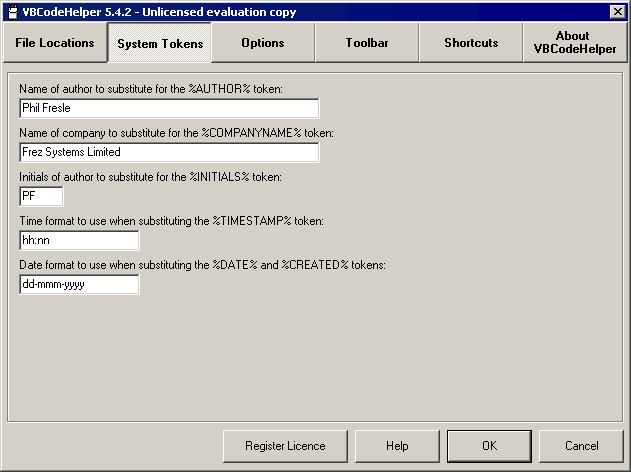 VBCodeHelper 5.4.2 - Unlicensed evaluation copy
File Locations System Tokens Options Toolbar Shortcuts About VBCodeHelper
Name of author to substitute for the %AUTHOR% token:
Phil Fresle
Name of company to substitute for the %COMPANYNAME% token:
Frez Systems Limited
Initials of author to substitute for the %INITIALS% token:
PF
Time format to use when substituting the %TIMESTAMP% token:
hh:nn
Date format to use when substituting the %DATE% and %CREATED% tokens:
dd-mmm-yyyy
Register Licence Help OK Cancel